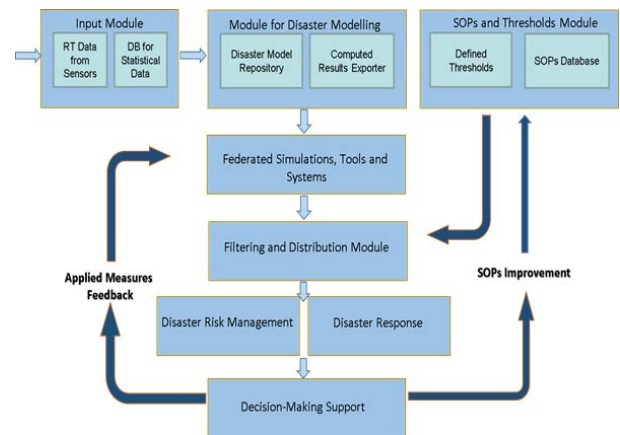 Input Module
RT Data
from
Sensors
DB for
Statistical
Data
Module for Disaster Modelling
Disaster Model
Repository
Computed
Results Exporter
SOPs and Thresholds Module
Defined
Thresholds
SOPs Database
Federated Simulations, Tools and
Systems
Filtering and Distribution Module
Applied Measures
Feedback
SOPs Improvement
Disaster Risk Management
Disaster Response
Decision-Making Support